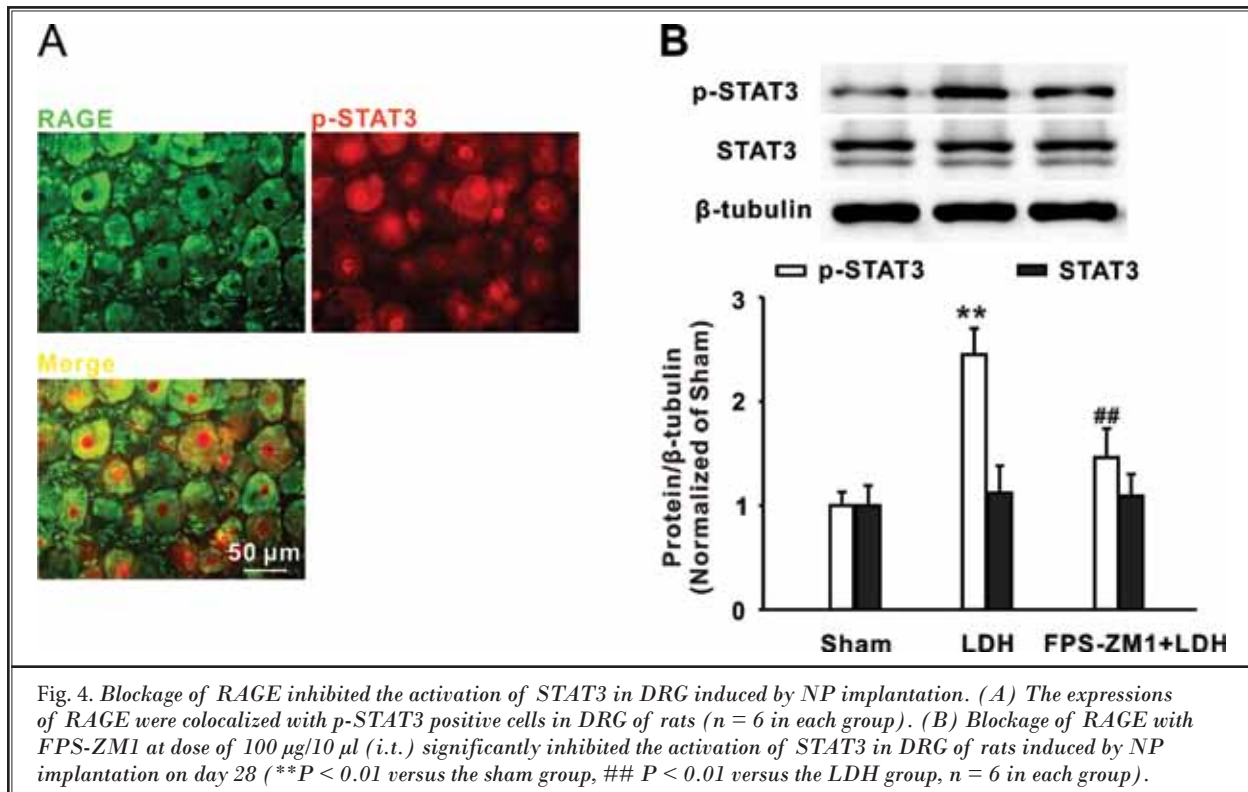 A
RAGE
p-STAT3
Merge
50 µm
B
p-STAT3
STAT3
β-tubulin
p-STAT3
STAT3
Protein/β-tubulin
(Normalized of Sham)
3
2
1
0
**
##
Sham
LDH
FPS-ZM1+LDH
Fig. 4. Blockage of RAGE inhibited the activation of STAT3 in DRG induced by NP implantation. (A) The expressions
of RAGE were colocalized with p-STAT3 positive cells in DRG of rats (n = 6 in each group). (B) Blockage of RAGE with
FPS-ZM1 at dose of 100 µg/10 µl (i.t.) significantly inhibited the activation of STAT3 in DRG of rats induced by NP
implantation on day 28 (**P < 0.01 versus the sham group, ## P < 0.01 versus the LDH group, n = 6 in each group).